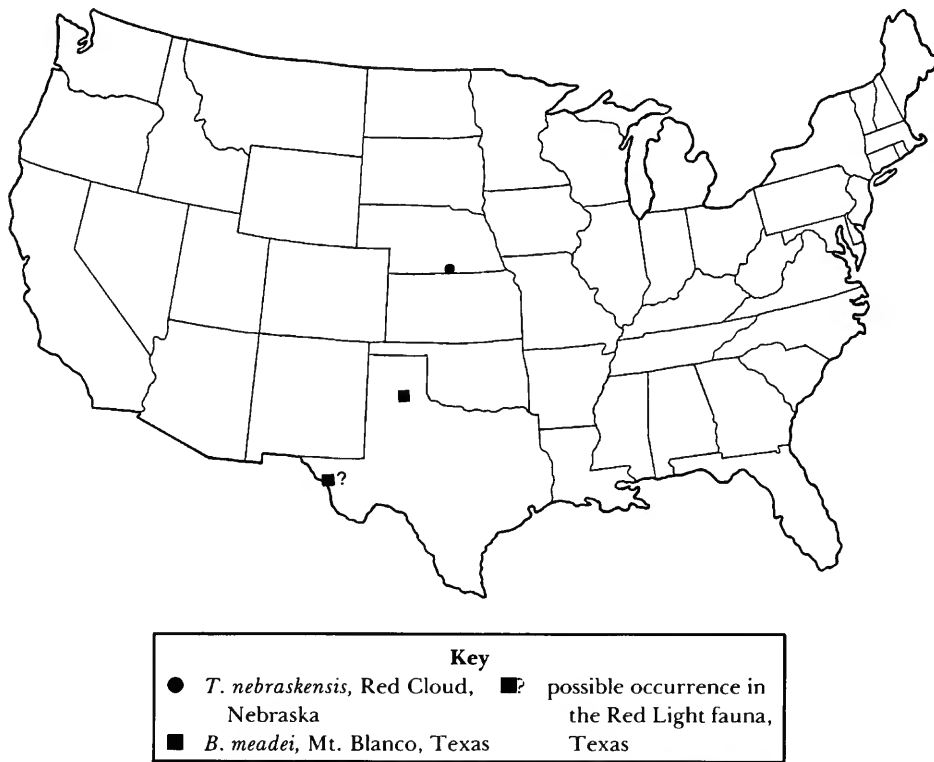 ?
Key
● T. nebraskensis, Red Cloud,
Nebraska
■ B. meadei, Mt. Blanco, Texas
■? possible occurrence in
the Red Light fauna,
Texas